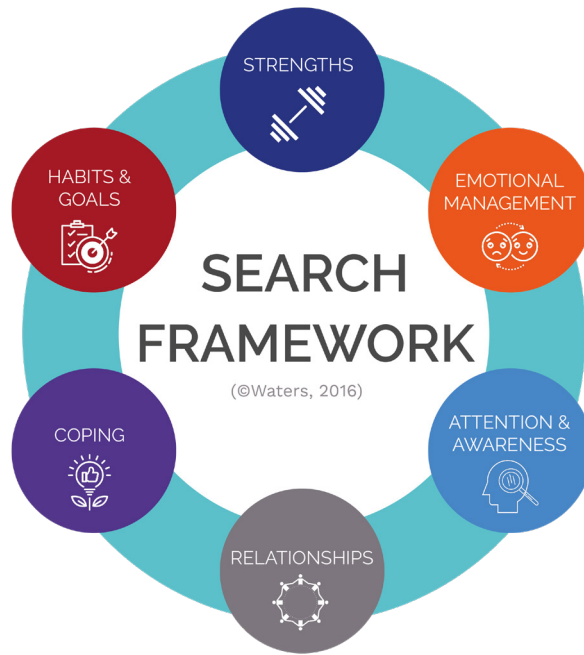 STRENGTHS
EMOTIONAL
MANAGEMENT
ATTENTION &
AWARENESS
RELATIONSHIPS
COPING
HABITS &
GOALS
SEARCH
FRAMEWORK
(©Waters, 2016)